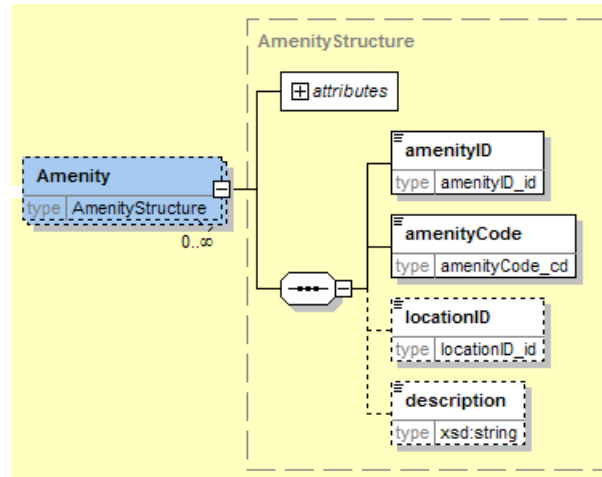 AmenityStructure
attributes
Amenity
type AmenityStructure
0..∞
amenityID
type amenityID_id
amenityCode
type amenityCode_cd
locationID
type locationID_id
description
type xsd:string